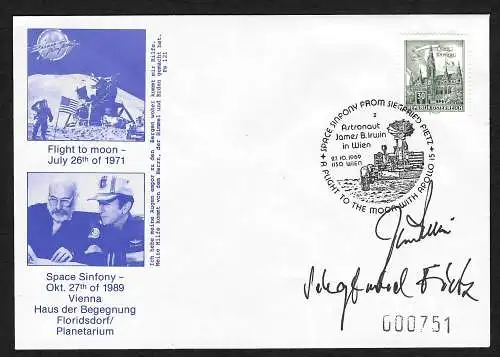 Flight to moon –
July 26th of 1971
Space Sinfony –
Okt. 27th of 1989
Vienna
Haus der Begegnung
Floridsdorf/
Planetarium
Ich hebe meine Augen empor zu den Bergen woher kommt mir Hilfe.
Meine Hilfe kommt von dem Herrn, der Himmel und Erden gemacht hat.
Ps 121
REPUBLIK ÖSTERREICH
SPACE SINFONY FROM SIEGFRIED FIETZ
Astronaut
James B. Irwin
in Wien
27.10.1989
1150 WIEN
A FLIGHT TO THE MOON WITH APOLLO 15
Siegfried Fietz
000751